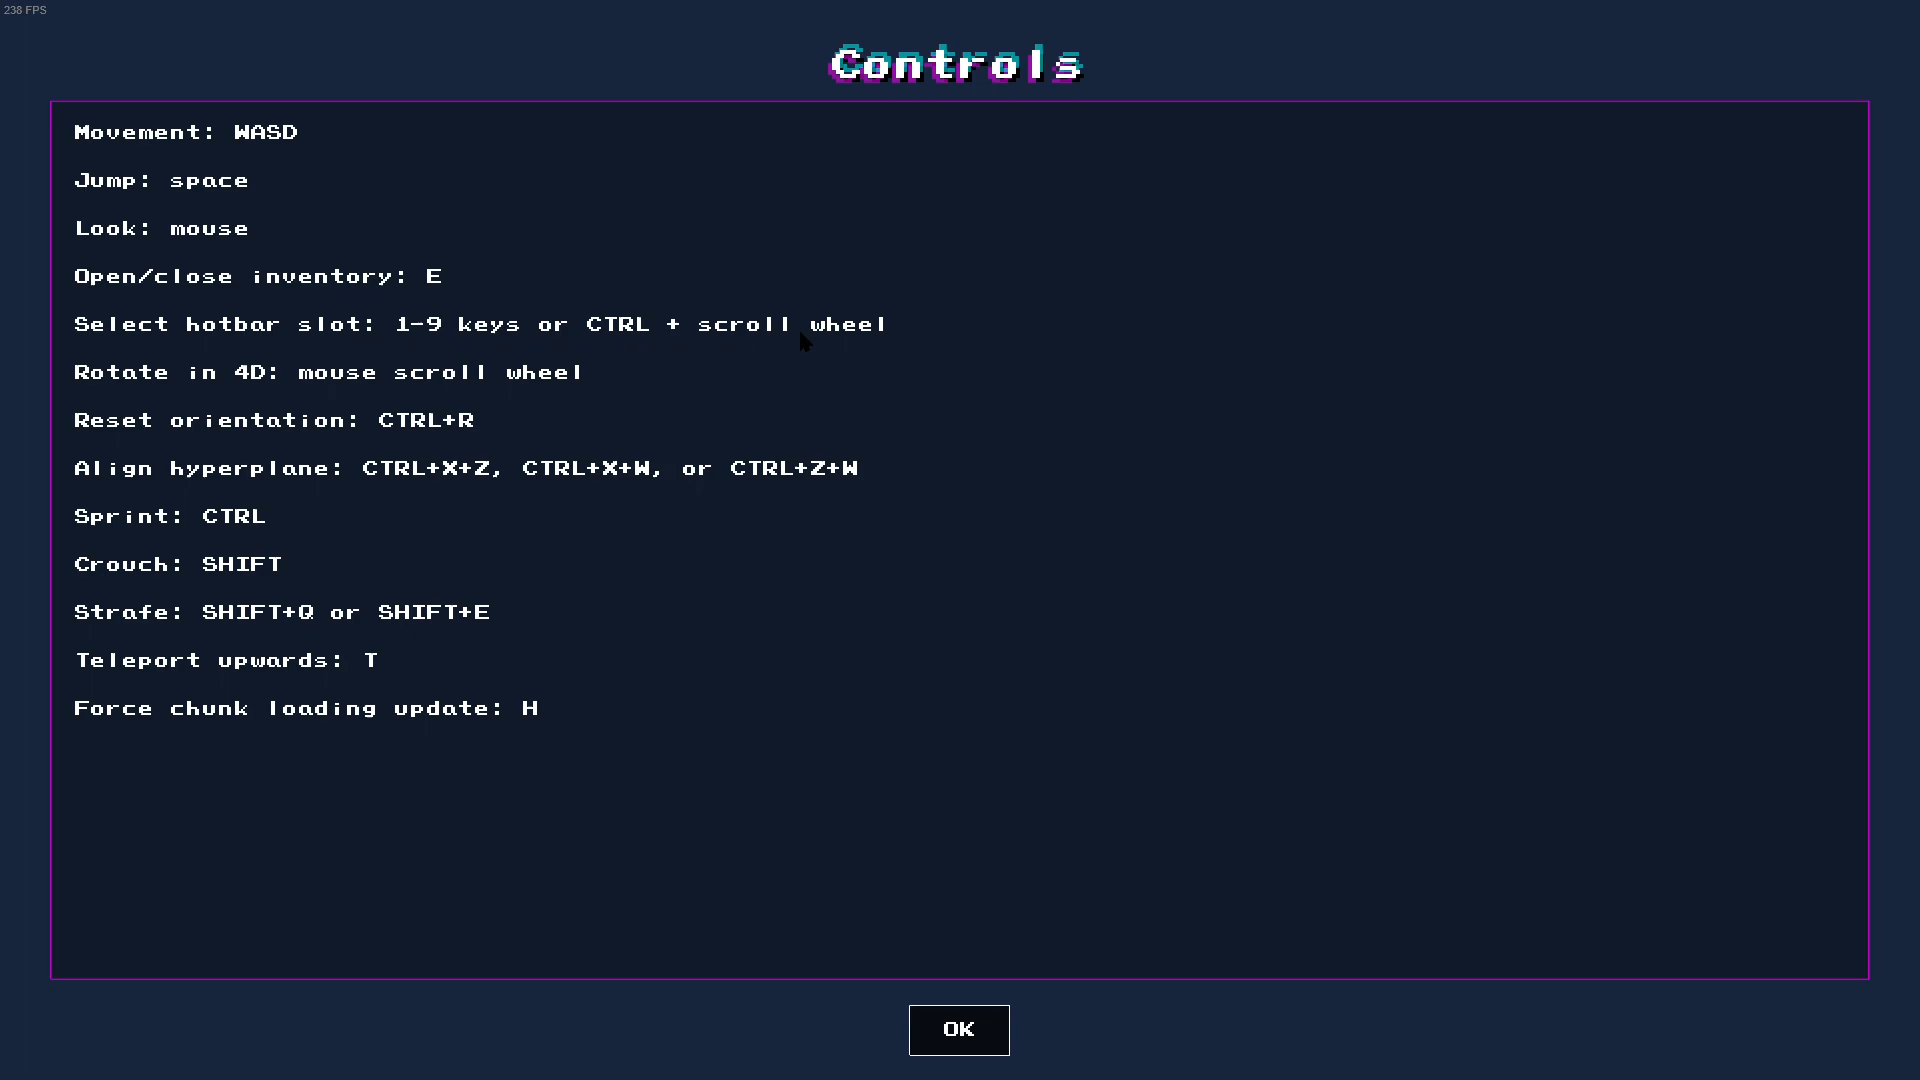 238 FPS
Controls
Movement: WASD
Jump: space
Look: mouse
Open/close inventory: E
Select hotbar slot: 1-9 keys or CTRL + scroll wheel
Rotate in 4D: mouse scroll wheel
Reset orientation: CTRL+R
Align hyperplane: CTRL+X+Z, CTRL+X+W, or CTRL+Z+W
Sprint: CTRL
Crouch: SHIFT
Strafe: SHIFT+Q or SHIFT+E
Teleport upwards: T
Force chunk loading update: H
OK